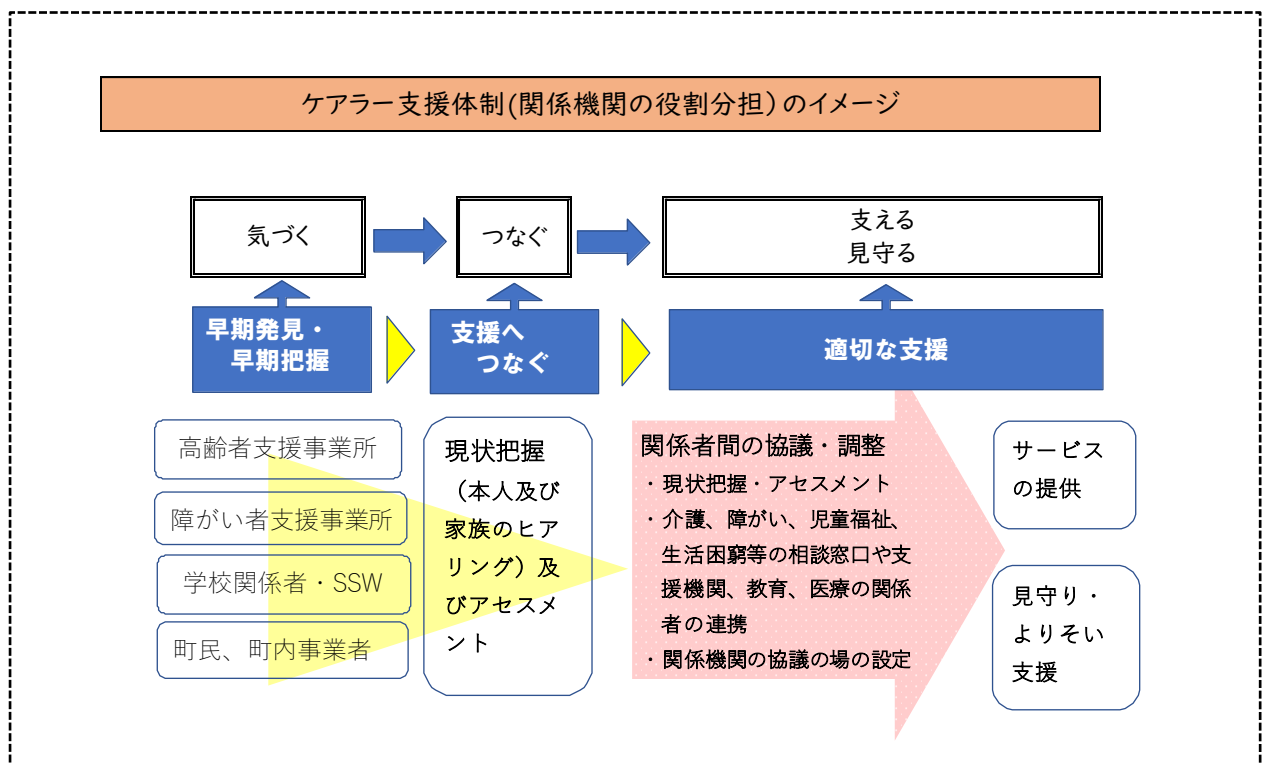 ケアラー支援体制(関係機関の役割分担）のイメージ
気づく
つなぐ
支える
見守る
早期発見・
早期把握
支援へ
つなぐ
適切な支援
高齢者支援事業所
障がい者支援事業所
学校関係者・SSW
町民、町内事業者
現状把握
（本人及び
家族のヒア
リング）及
びアセスメ
ント
関係者間の協議・調整
・現状把握・アセスメント
・介護、障がい、児童福祉、
生活困窮等の相談窓口や支
援機関、教育、医療の関係
者の連携
・関係機関の協議の場の設定
サービス
の提供
見守り・
よりそい
支援